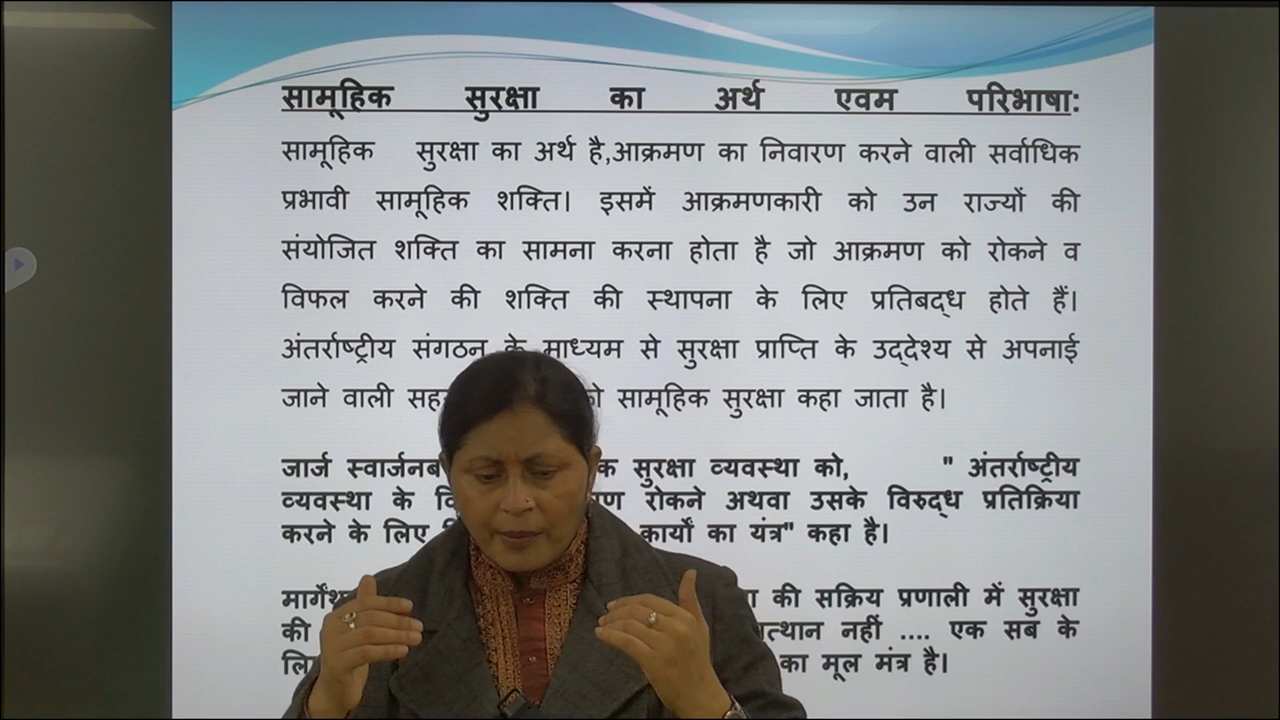 सामूहिक सुरक्षा का अर्थ एवम परिभाषा:
सामूहिक सुरक्षा का अर्थ है,आक्रमण का निवारण करने वाली सर्वाधिक
प्रभावी सामूहिक शक्ति। इसमें आक्रमणकारी को उन राज्यों की
संयोजित शक्ति का सामना करना होता है जो आक्रमण को रोकने व
विफल करने की शक्ति की स्थापना के लिए प्रतिबद्ध होते हैं।
अंतर्राष्ट्रीय संगठन के माध्यम से सुरक्षा प्राप्ति के उद्देश्य से अपनाई
जाने वाली सामूहिक सुरक्षा कहा जाता है।
जार्ज सुरक्षा व्यवस्था को, " अंतर्राष्ट्रीय
व्यवस्था के रोकने अथवा उसके विरुद्ध प्रतिक्रिया
करने के लिए कार्यों का यंत्र" कहा है।
की सक्रिय प्रणाली में सुरक्षा
की नहीं .... एक सब के
का मूल मंत्र है।